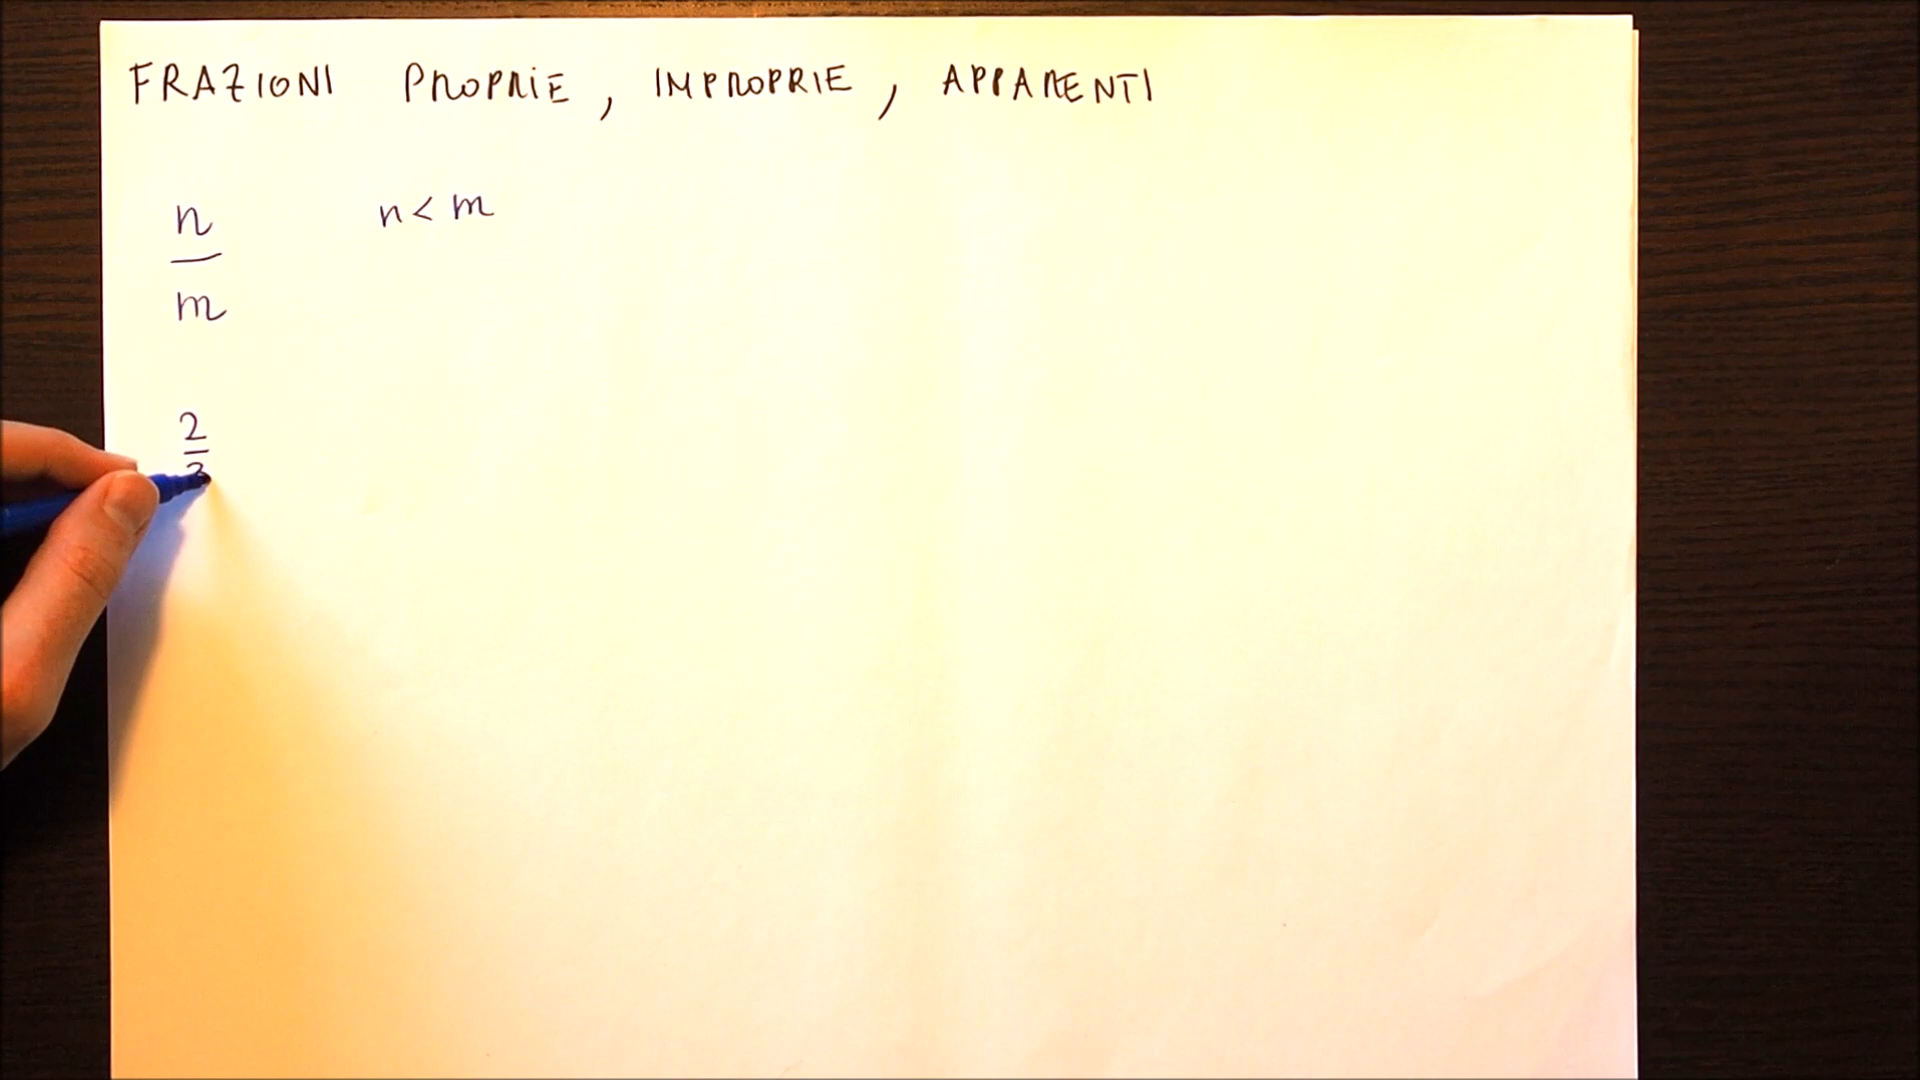 FRAZIONI PROPRIE, IMPROPRIE, APPARENTI
n n < m
m
2